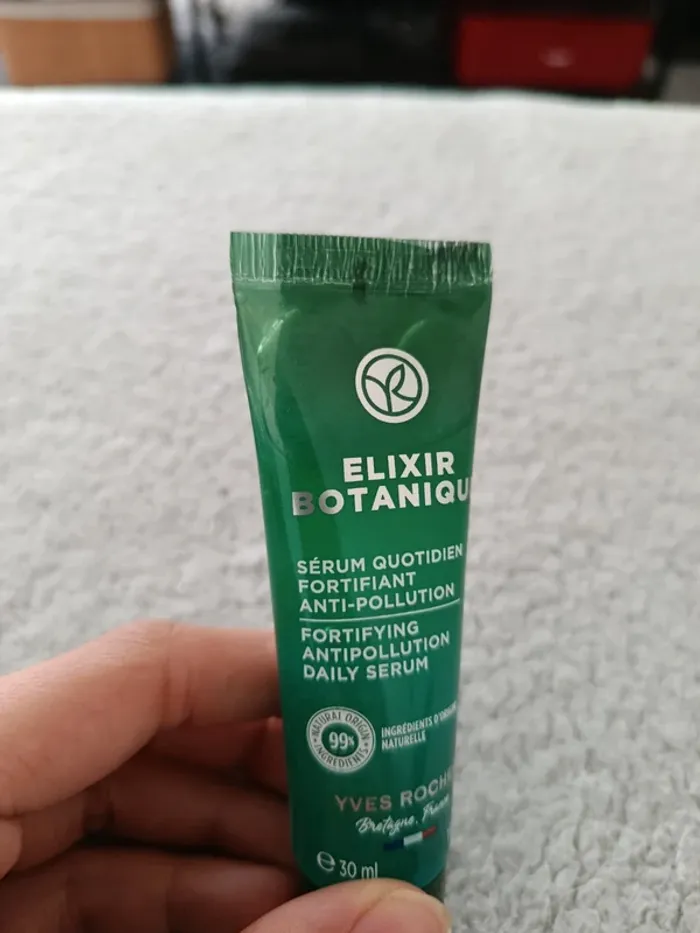 ELIXIR
BOTANIQU
SÉRUM QUOTIDIEN
FORTIFIANT
ANTI-POLLUTION
FORTIFYING
ANTIPOLLUTION
DAILY SERUM
NATURAL ORIGIN
99%
INGREDIENTS
INGRÉDIENTS D'ORIGINE
NATURELLE
YVES ROCH
Bretagne, France
e 30 ml